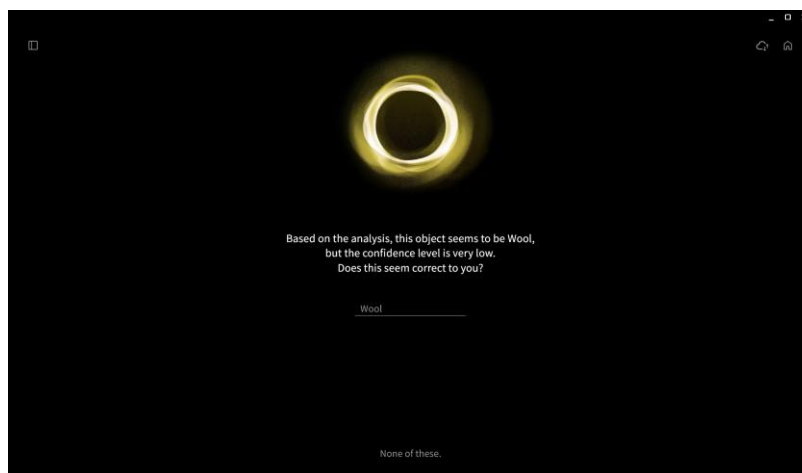 Based on the analysis, this object seems to be Wool,
but the confidence level is very low.
Does this seem correct to you?
Wool
None of these.